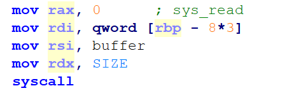 mov rax, 0 ; sys_read
mov rdi, qword [rbp - 8*3]
mov rsi, buffer
mov rdx, SIZE
syscall